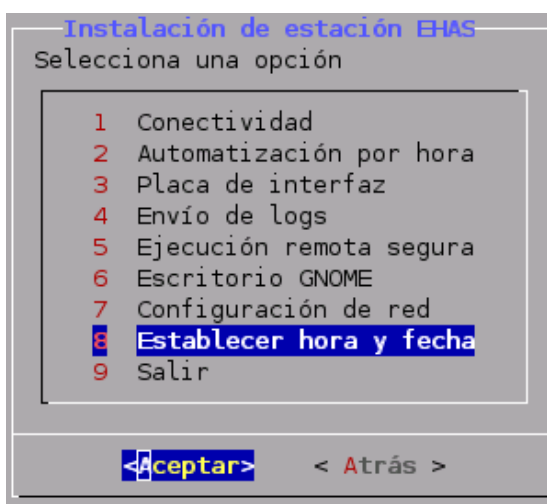 Instalación de estación EHAS
Selecciona una opción
1 Conectividad
2 Automatización por hora
3 Placa de interfaz
4 Envío de logs
5 Ejecución remota segura
6 Escritorio GNOME
7 Configuración de red
8 Establecer hora y fecha
9 Salir
<Aceptar> < Atrás >